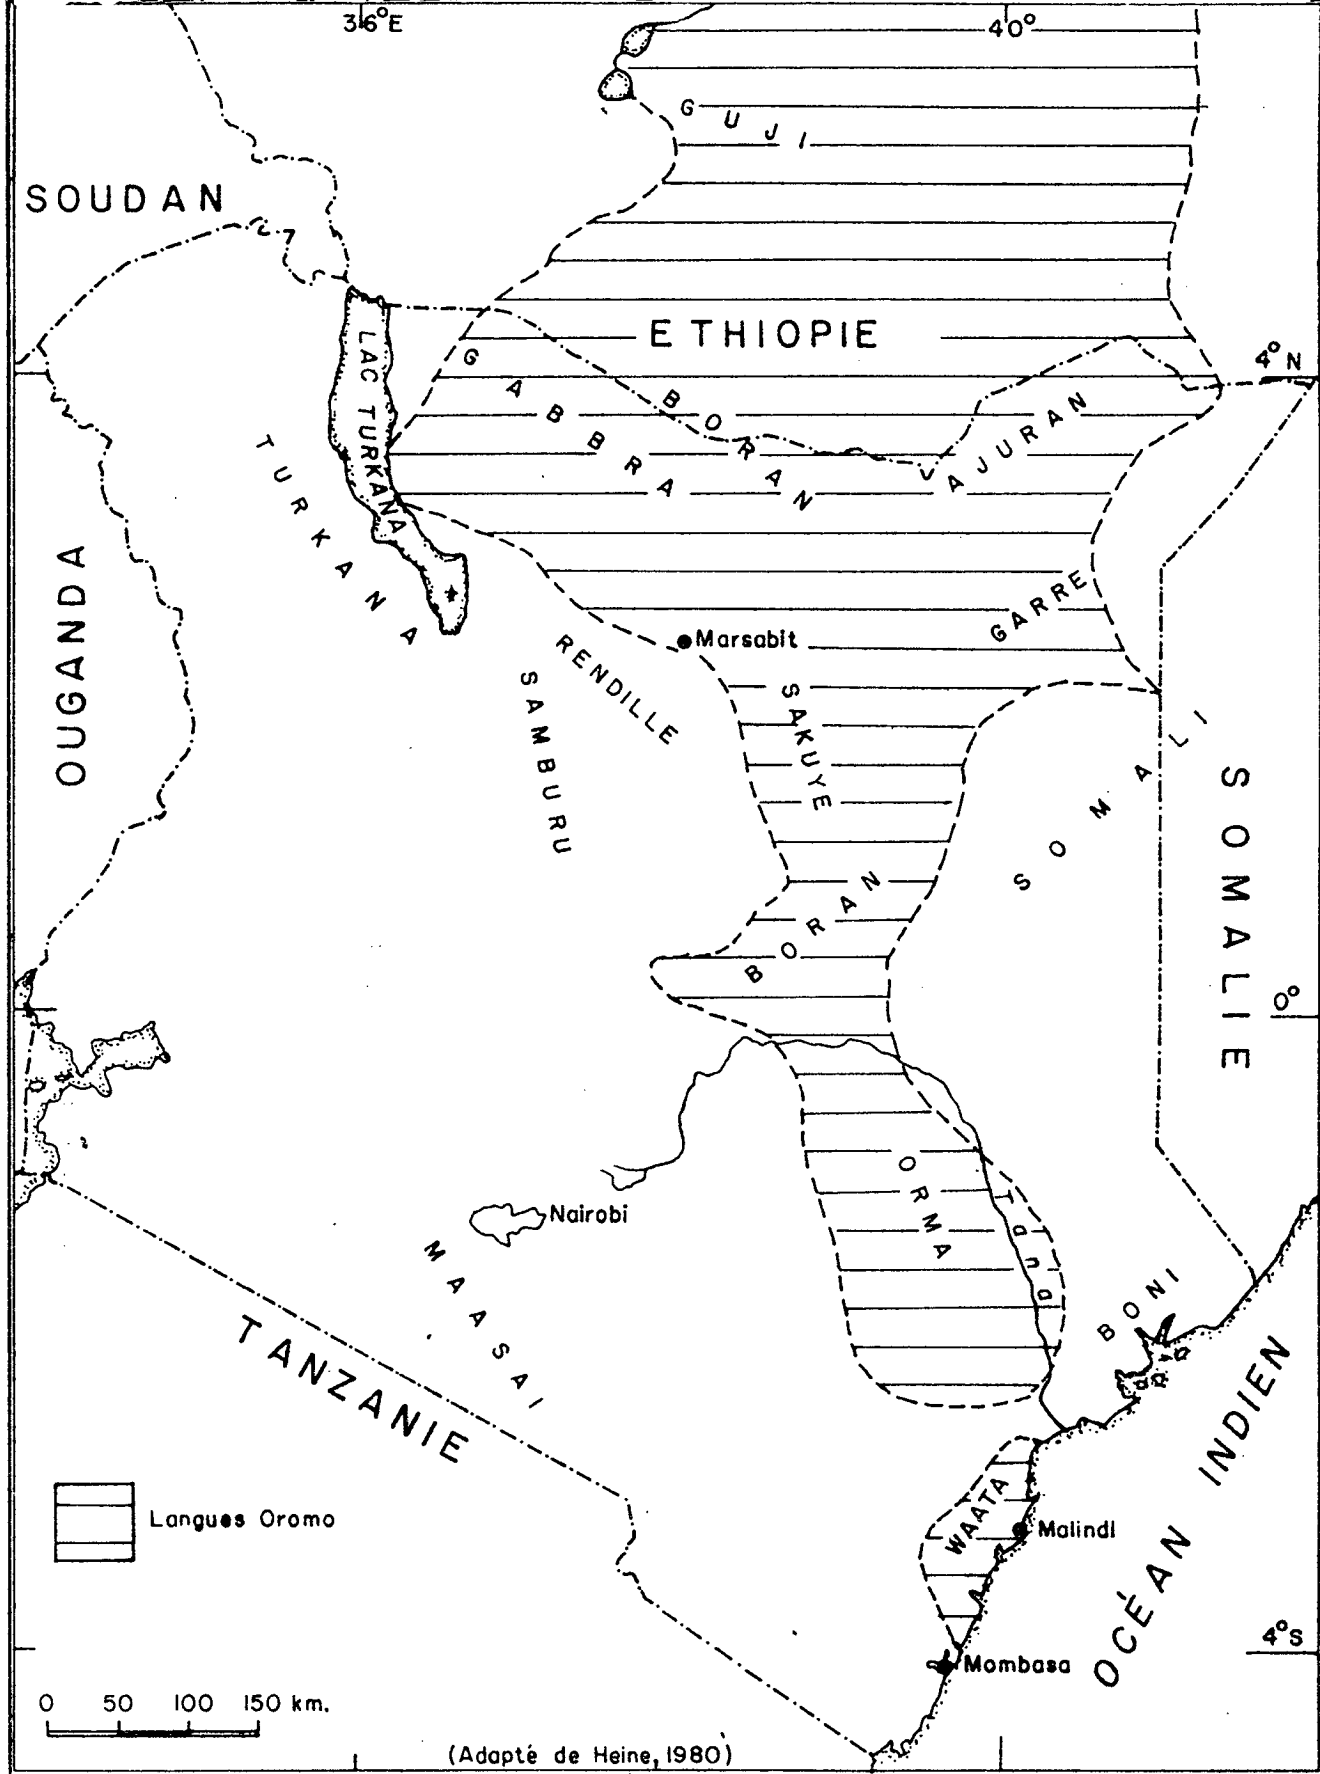 36°E
40°
GUJI
SOUDAN
ETHIOPIE
4°N
LAC TURKANA
GABBRA
BORAN
AJURAN
TURKANA
OUGANDA
GARRE
Marsabit
RENDILLE
SAMBURU
SAKUYE
SOMALI
SOMALIE
BORAN
0°
ORMA
Tana
Nairobi
MAASAI
BONI
TANZANIE
OCÉAN INDIEN
WAATA
Malindi
Langues Oromo
4°S
Mombasa
0 50 100 150 km.
(Adapté de Heine, 1980)